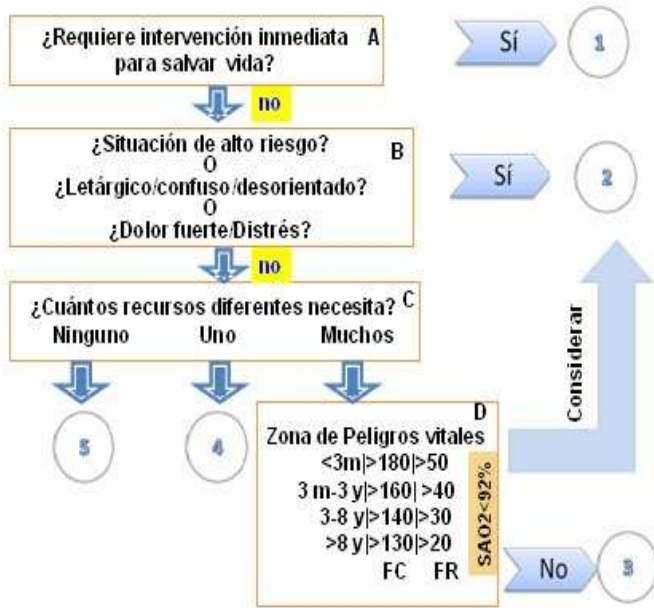 ¿Requiere intervención inmediata A
para salvar vida?
Sí
1
no
¿Situación de alto riesgo? B
O
¿Letárgico/confuso/desorientado?
O
¿Dolor fuerte/Distrés?
Sí
2
no
¿Cuántos recursos diferentes necesita? C
Ninguno Uno Muchos
5
4
D
Zona de Peligros vitales
<3m|>180|>50
3 m-3 y|>160| >40
3-8 y|>140|>30
>8 y|>130|>20
FC FR
SAO2<92%
Considerar
No
3